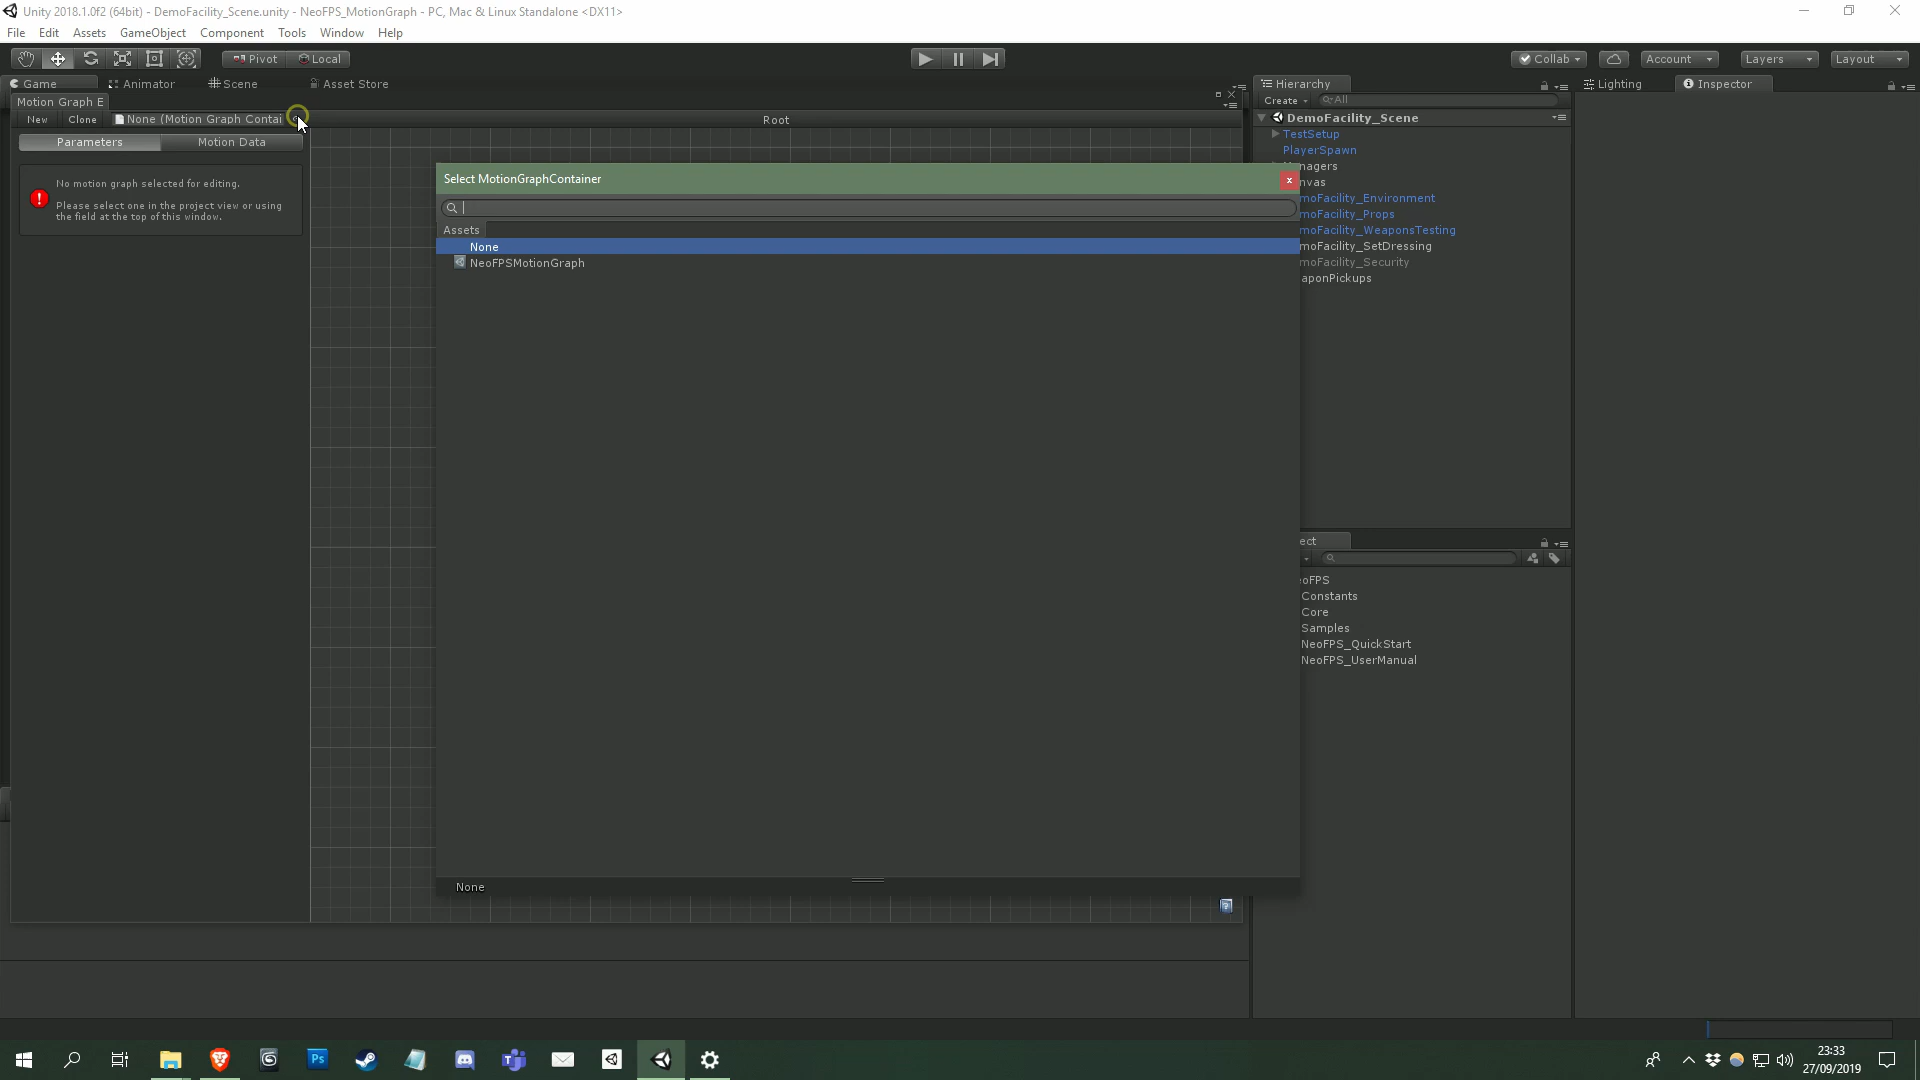 Unity 2018.1.0f2 (64bit) - DemoFacility_Scene.unity - NeoFPS_MotionGraph - PC, Mac & Linux Standalone <DX11>
File Edit Assets GameObject Component Tools Window Help
Pivot Local Collab Account Layers Layout
Game Animator Scene Asset Store Hierarchy Lighting Inspector
Motion Graph E
Create All
New Clone None (Motion Graph Contai Root
DemoFacility_Scene
Parameters Motion Data
TestSetup
PlayerSpawn
No motion graph selected for editing.
Please select one in the project view or using
the field at the top of this window.
Select MotionGraphContainer
x
Assets
None
NeoFPSMotionGraph
None
nagers
nvas
moFacility_Environment
moFacility_Props
moFacility_WeaponsTesting
moFacility_SetDressing
moFacility_Security
aponPickups
ect
oFPS
Constants
Core
Samples
NeoFPS_QuickStart
NeoFPS_UserManual
?
Ps
23:33
27/09/2019